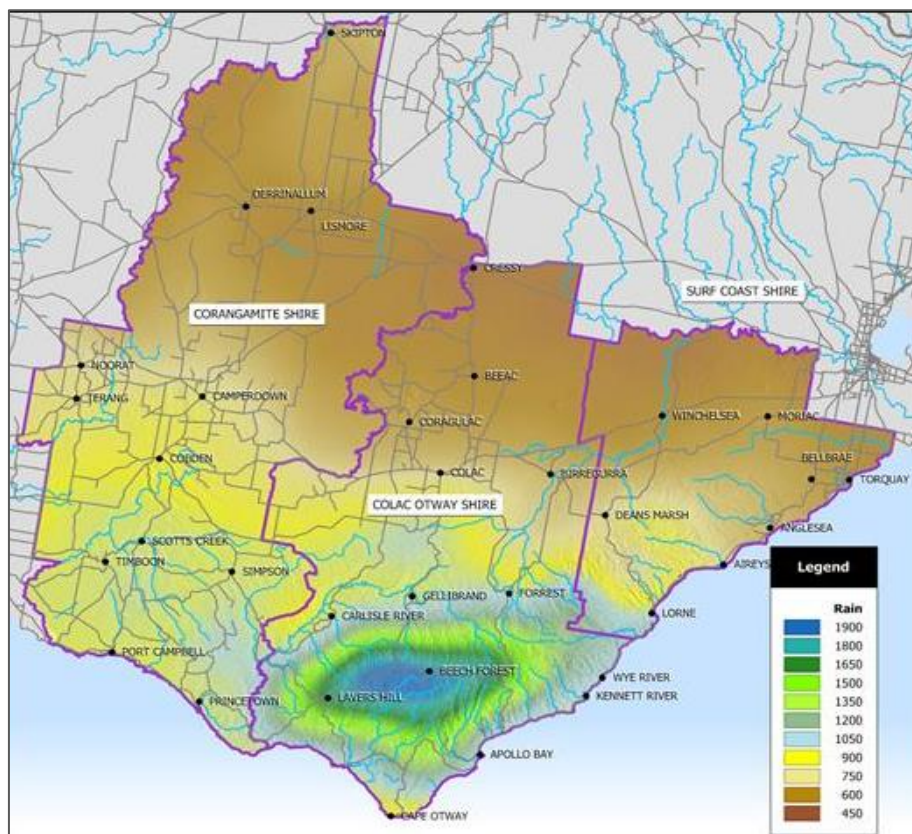 SKIPTON
DERRINALLUM
LISMORE
CRESSY
SURF COAST SHIRE
CORANGAMITE SHIRE
NOORAT
BEEAC
TERANG
CAMPERDOWN
WINCHELSEA
MORIAC
CORAGULAC
COBDEN
BELLBRAE
COLAC
BIRREGURRA
TORQUAY
COLAC OTWAY SHIRE
DEANS MARSH
ANGLESEA
SCOTTS CREEK
TIMBOON
SIMPSON
AIREYS
Legend
GELLIBRAND
FORREST
CARLISLE RIVER
LORNE
Rain
1900
1800
1650
1500
1350
1200
1050
900
750
600
450
PORT CAMPBELL
BEECH FOREST
WYE RIVER
LAVERS HILL
KENNETT RIVER
PRINCETOWN
APOLLO BAY
CAPE OTWAY